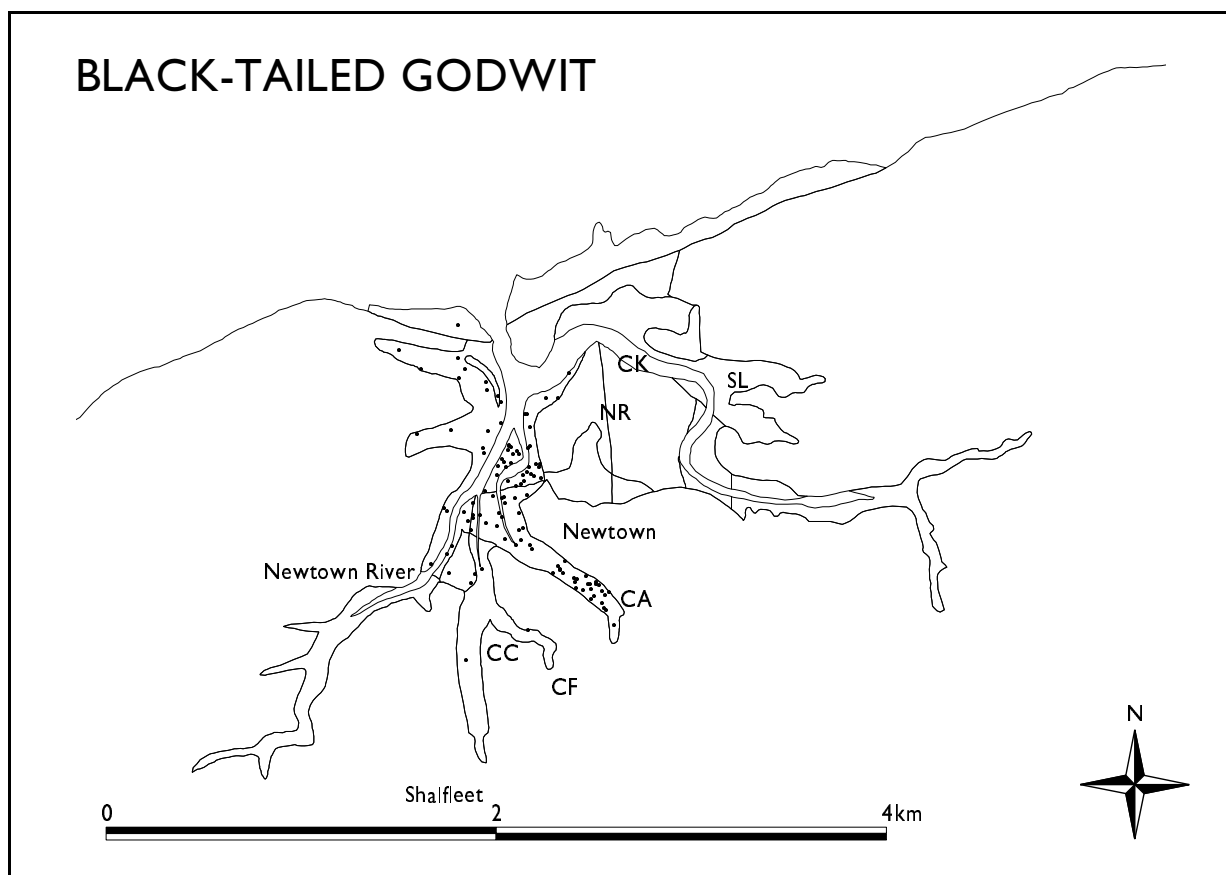 BLACK-TAILED GODWIT
CK
SL
NR
Newtown
Newtown River
CA
CC
CF
N
Shalfleet
0 2 4km